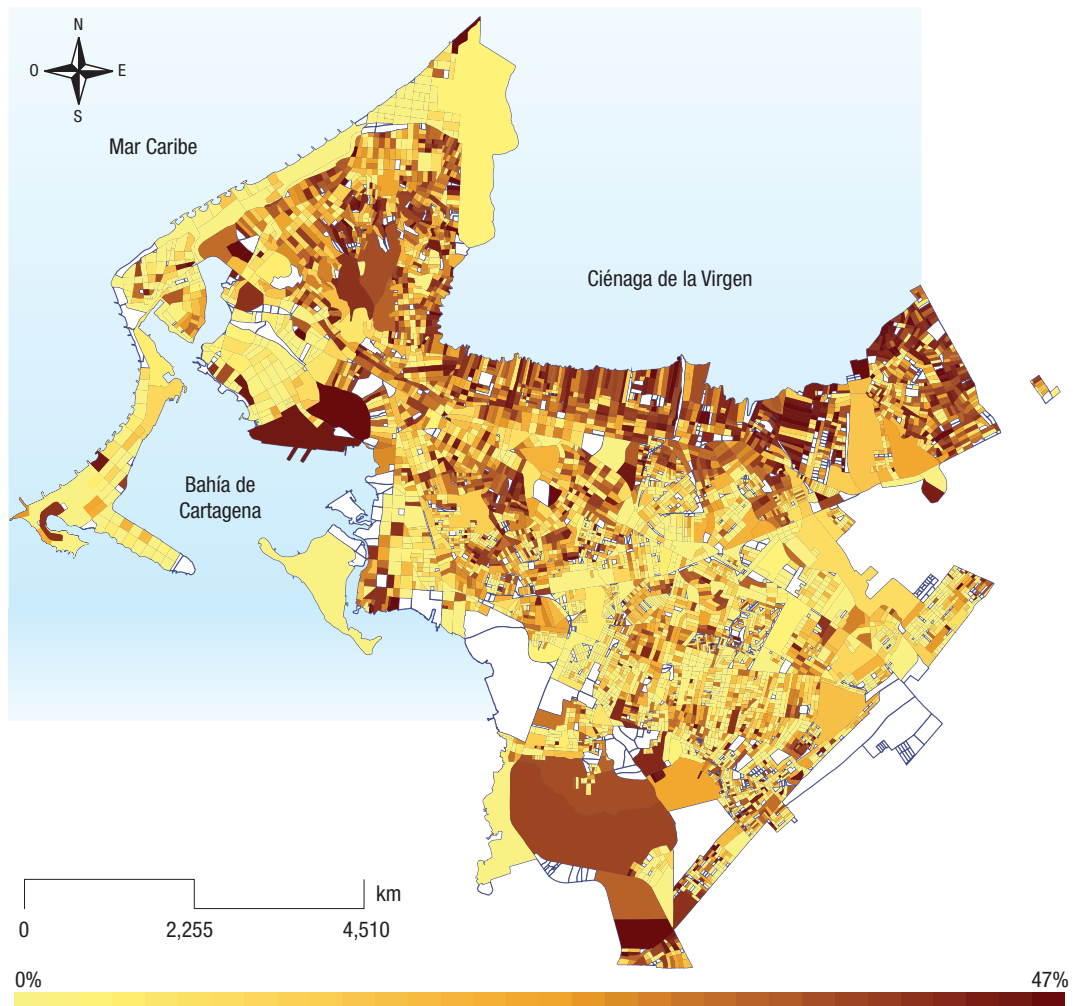 N
O
E
S
Mar Caribe
Ciénaga de la Virgen
Bahía de
Cartagena
km
0
2,255
4,510
0%
47%